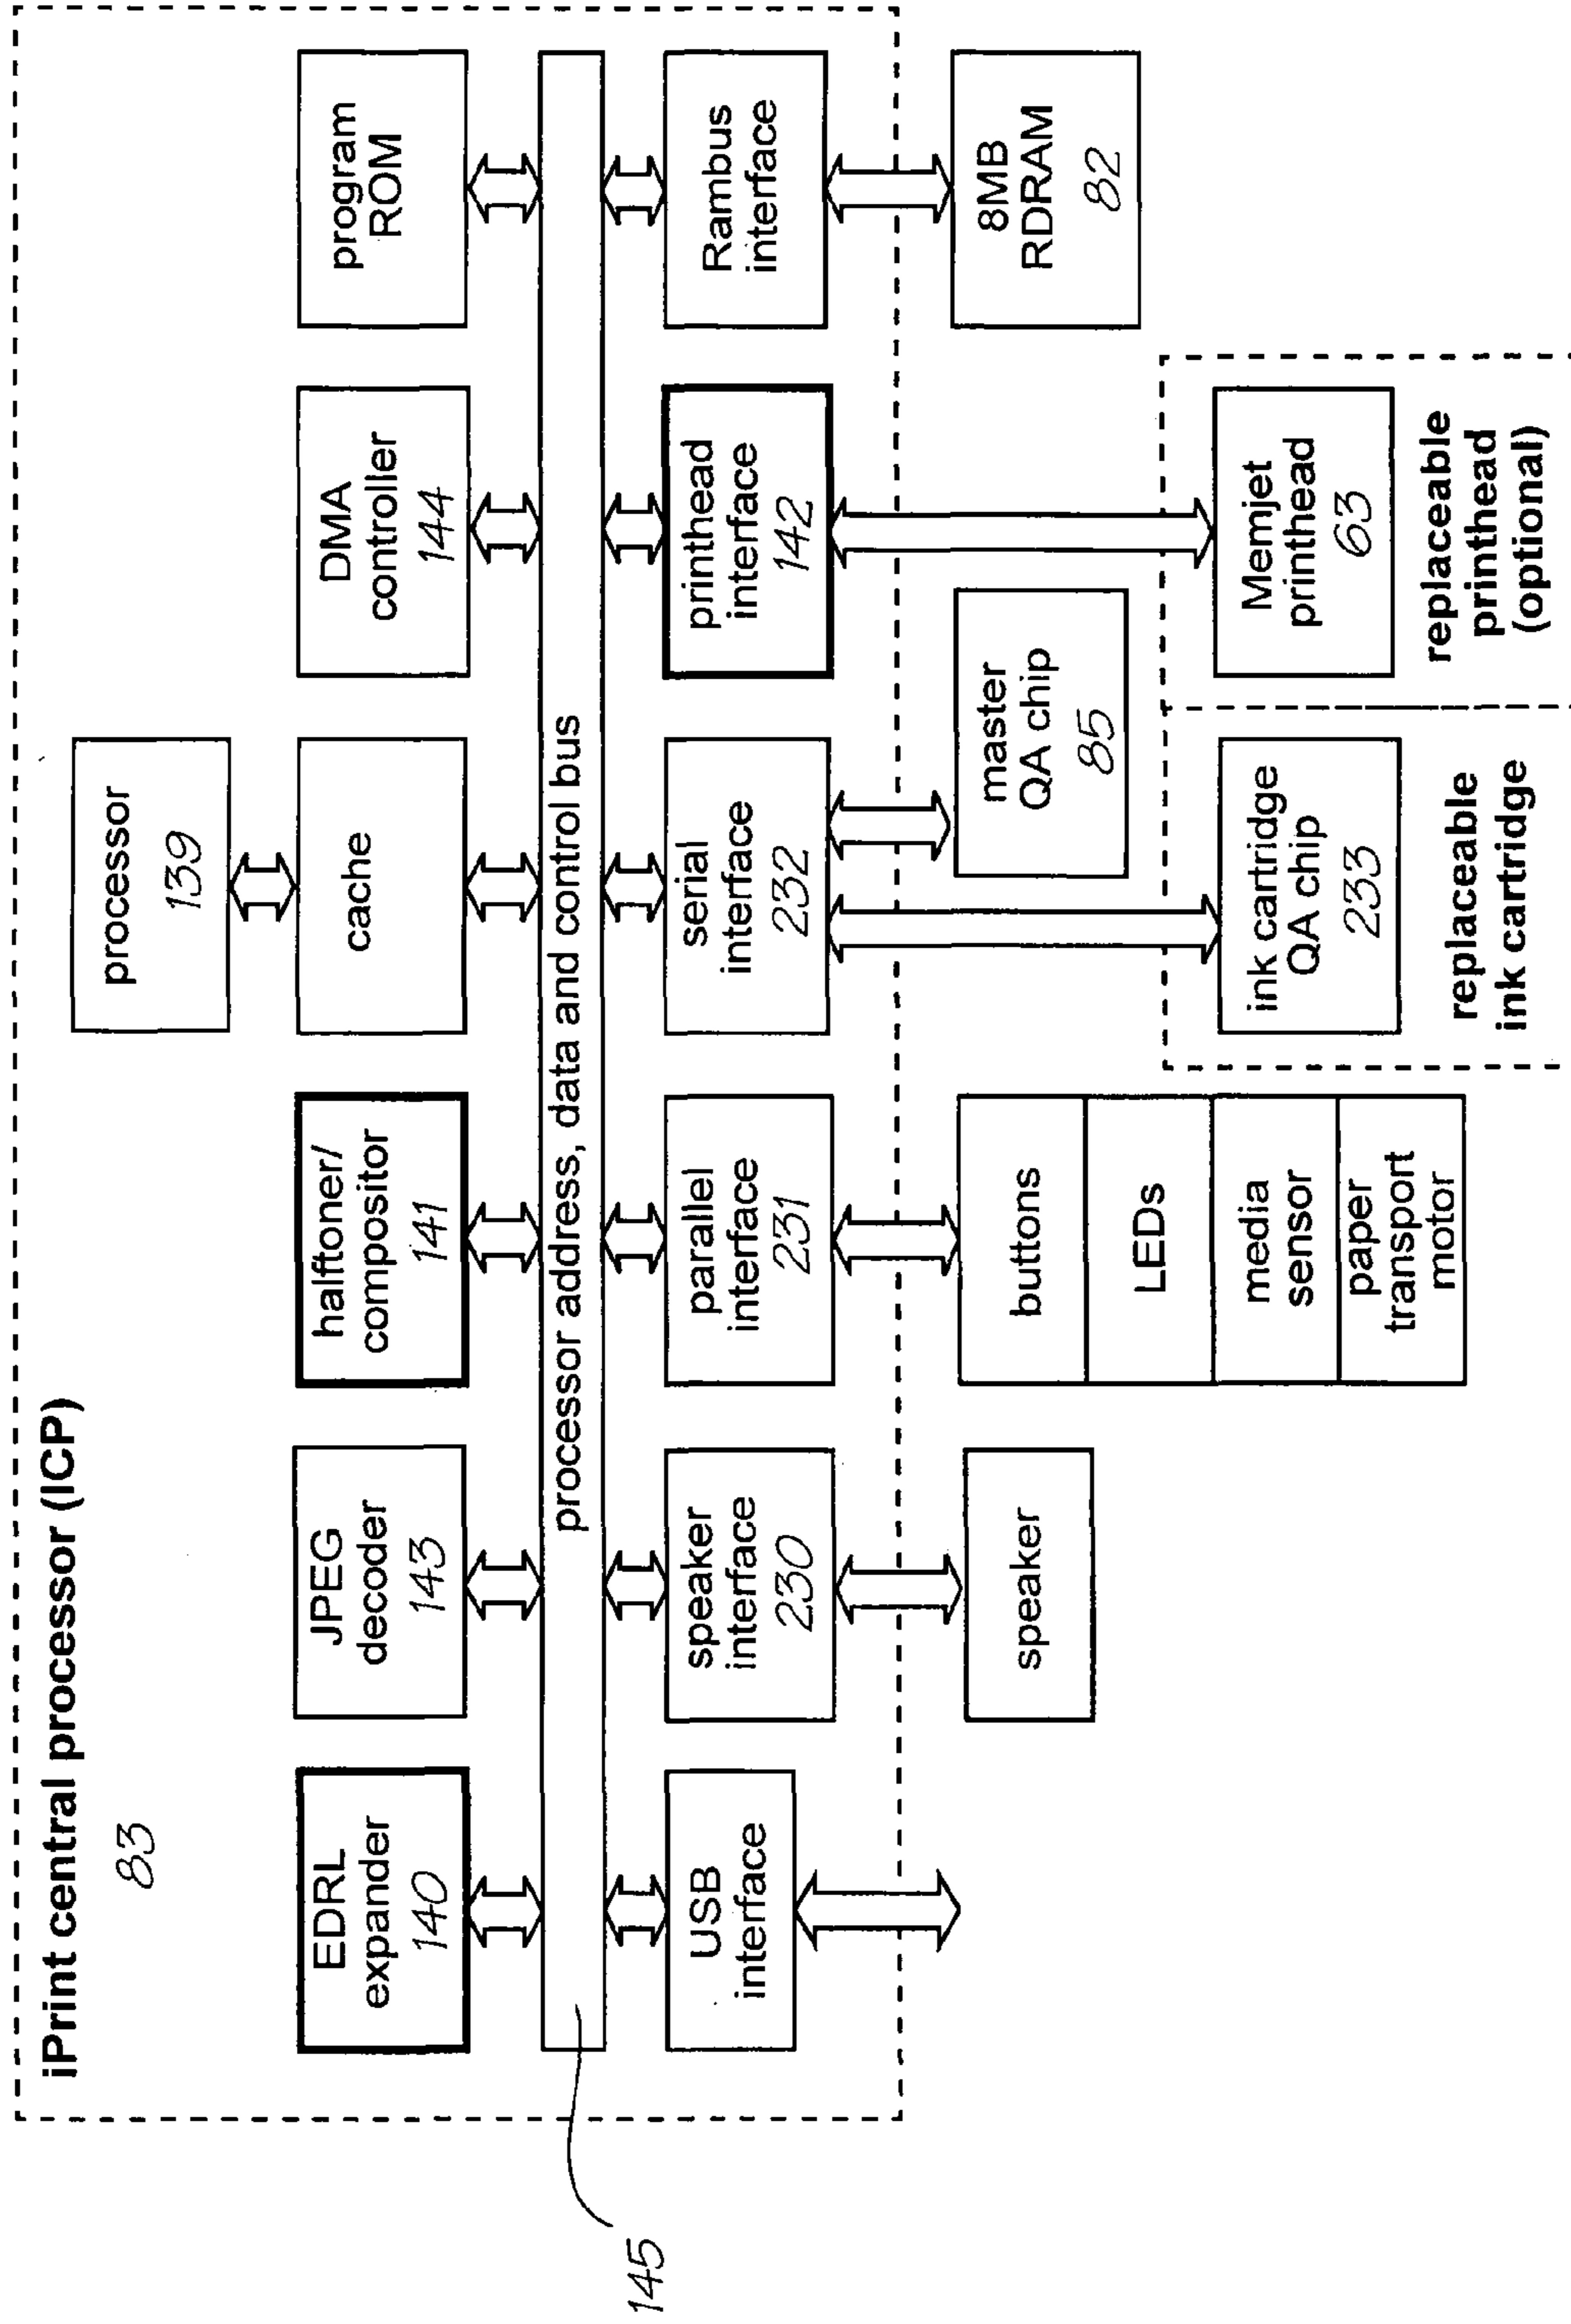 iPrint central processor (ICP)
83
processor
139
EDRL
expander
140
JPEG
decoder
143
halftoner/
compositor
141
cache
DMA
controller
144
program
ROM
processor address, data and control bus
145
USB
interface
speaker
interface
230
parallel
interface
231
serial
interface
232
printhead
interface
142
Rambus
interface
speaker
buttons
LEDs
media
sensor
paper
transport
motor
master
QA chip
85
8MB
RDRAM
82
ink cartridge
QA chip
233
replaceable
ink cartridge
Memjet
printhead
63
replaceable
printhead
(optional)